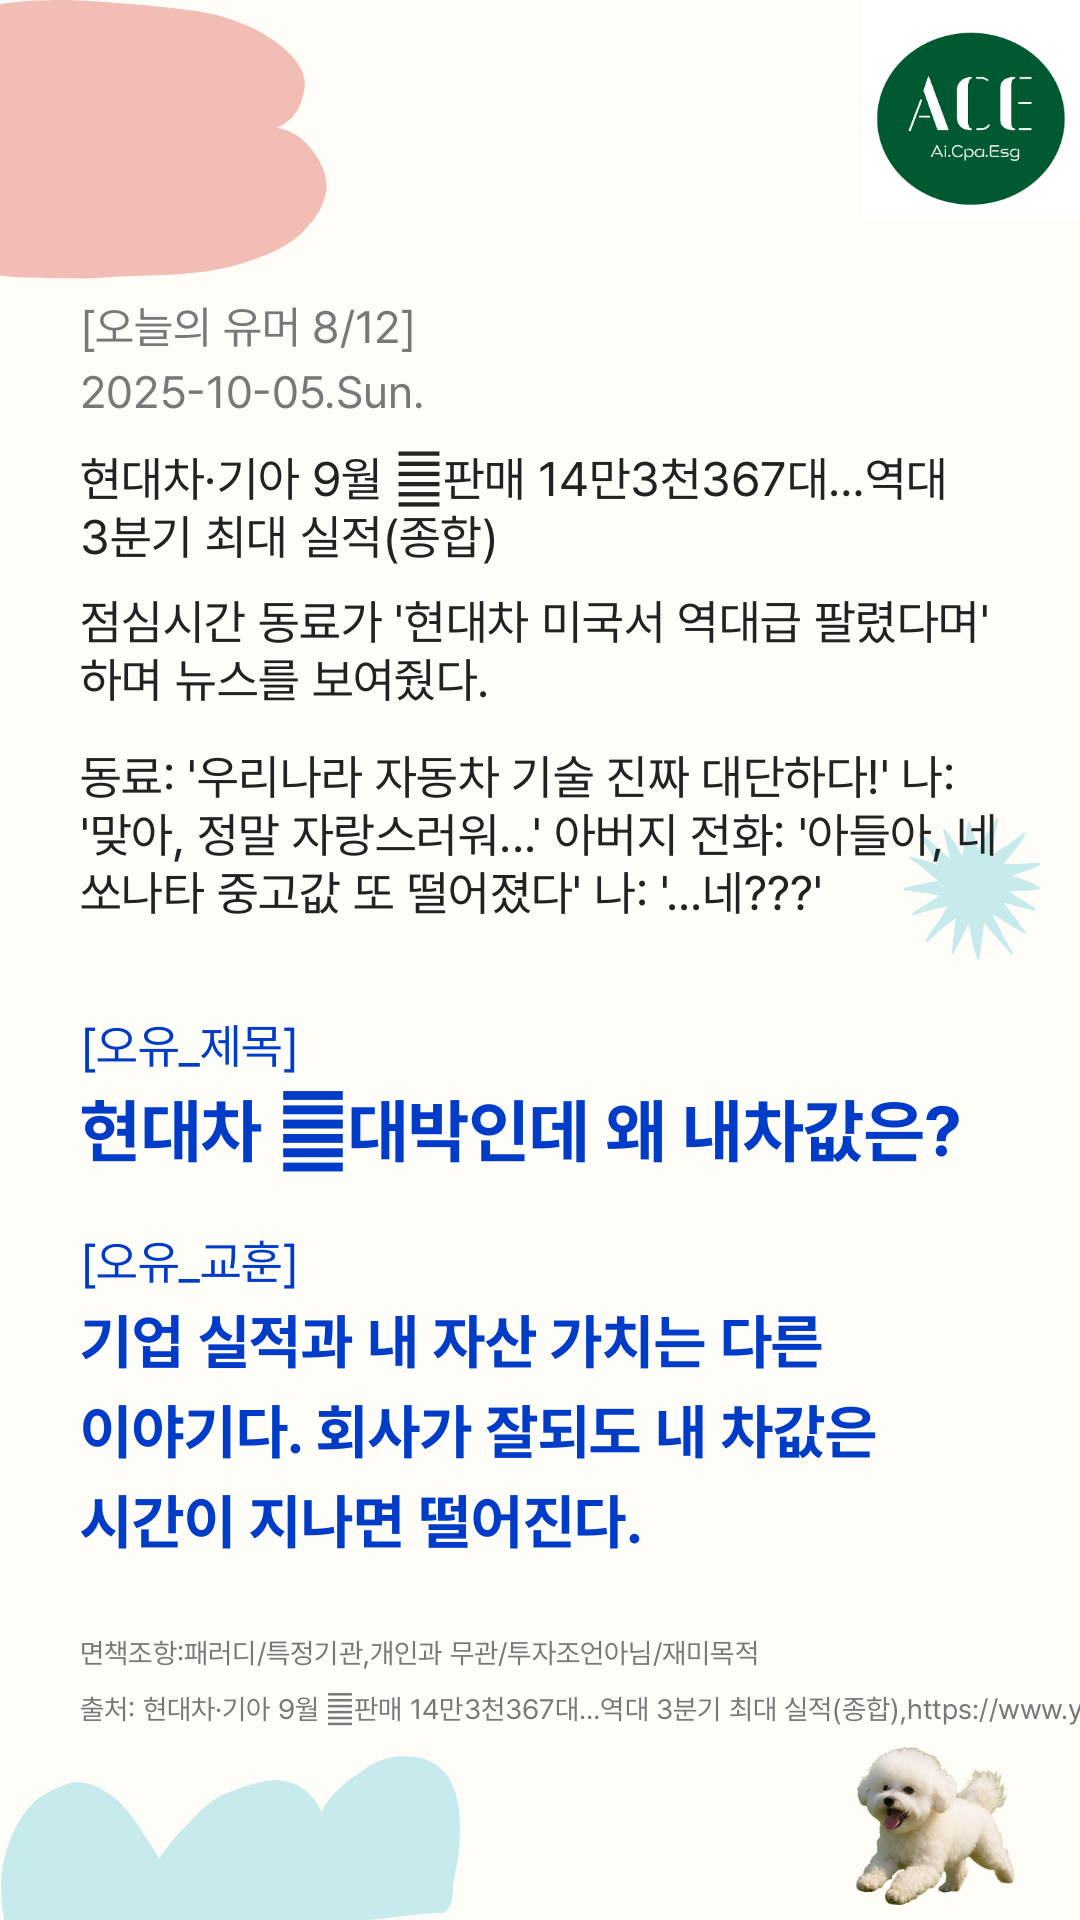 ACE
Ai.Cpa.Esg
[오늘의 유머 8/12]
2025-10-05.Sun.
현대차·기아 9월 판매 14만3천367대...역대
3분기 최대 실적(종합)
점심시간 동료가 '현대차 미국서 역대급 팔렸다며'
하며 뉴스를 보여줬다.
동료: '우리나라 자동차 기술 진짜 대단하다!' 나:
'맞아, 정말 자랑스러워...' 아버지 전화: '아들아, 네
쏘나타 중고값 또 떨어졌다' 나: '...네???'
[오유_제목]
현대차 대박인데 왜 내차값은?
[오유_교훈]
기업 실적과 내 자산 가치는 다른
이야기다. 회사가 잘되도 내 차값은
시간이 지나면 떨어진다.
면책조항:패러디/특정기관,개인과 무관/투자조언아님/재미목적
출처: 현대차·기아 9월 판매 14만3천367대...역대 3분기 최대 실적(종합),https://www.y